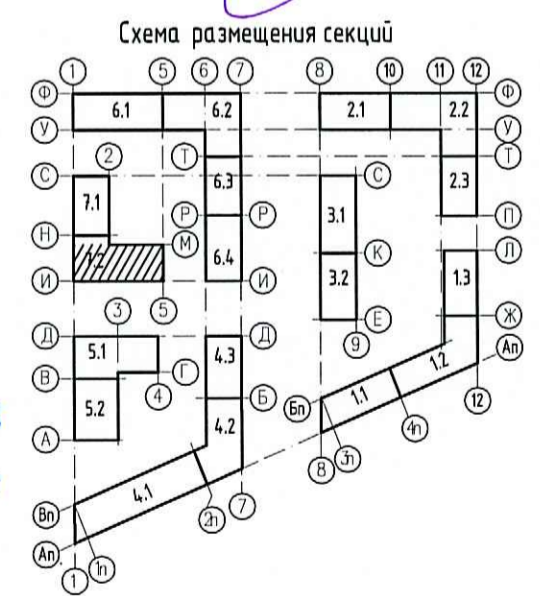 Схема размещения секций
1 5 6 7 8 10 11 12
Ф 6.1 6.2 2.1 2.2 Ф
У У
2 Т Т
С 7.1 6.3 С 2.3
Р Р 3.1 П
Н М
6.4 К Л
И И 3.2 1.3
3 5 Е Ж
Д 5.1 4.3 Д 9
Г 1.2 Ап
В 4
5.2 Б Бп 1.1 12
А 4.2 4п
3п
4.1 8
Вп 2п 7
Ап
1п
1